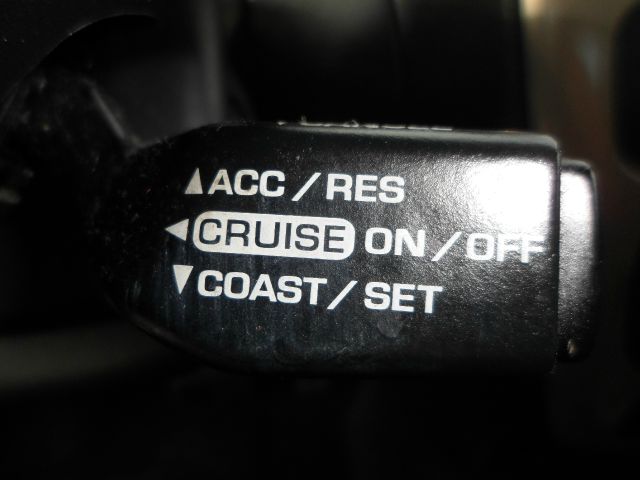 ACC / RES
CRUISE ON / OFF
COAST / SET